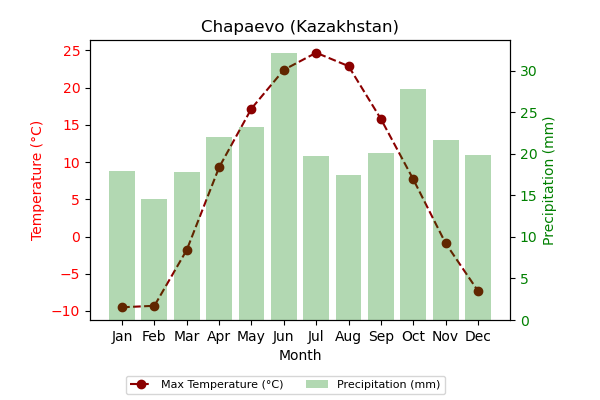 Chapaevo (Kazakhstan)
Temperature (°C)
25
20
15
10
5
0
−5
−10
30
25
20
15
10
5
0
Precipitation (mm)
Jan Feb Mar Apr May Jun Jul Aug Sep Oct Nov Dec
Month
Max Temperature (°C) Precipitation (mm)